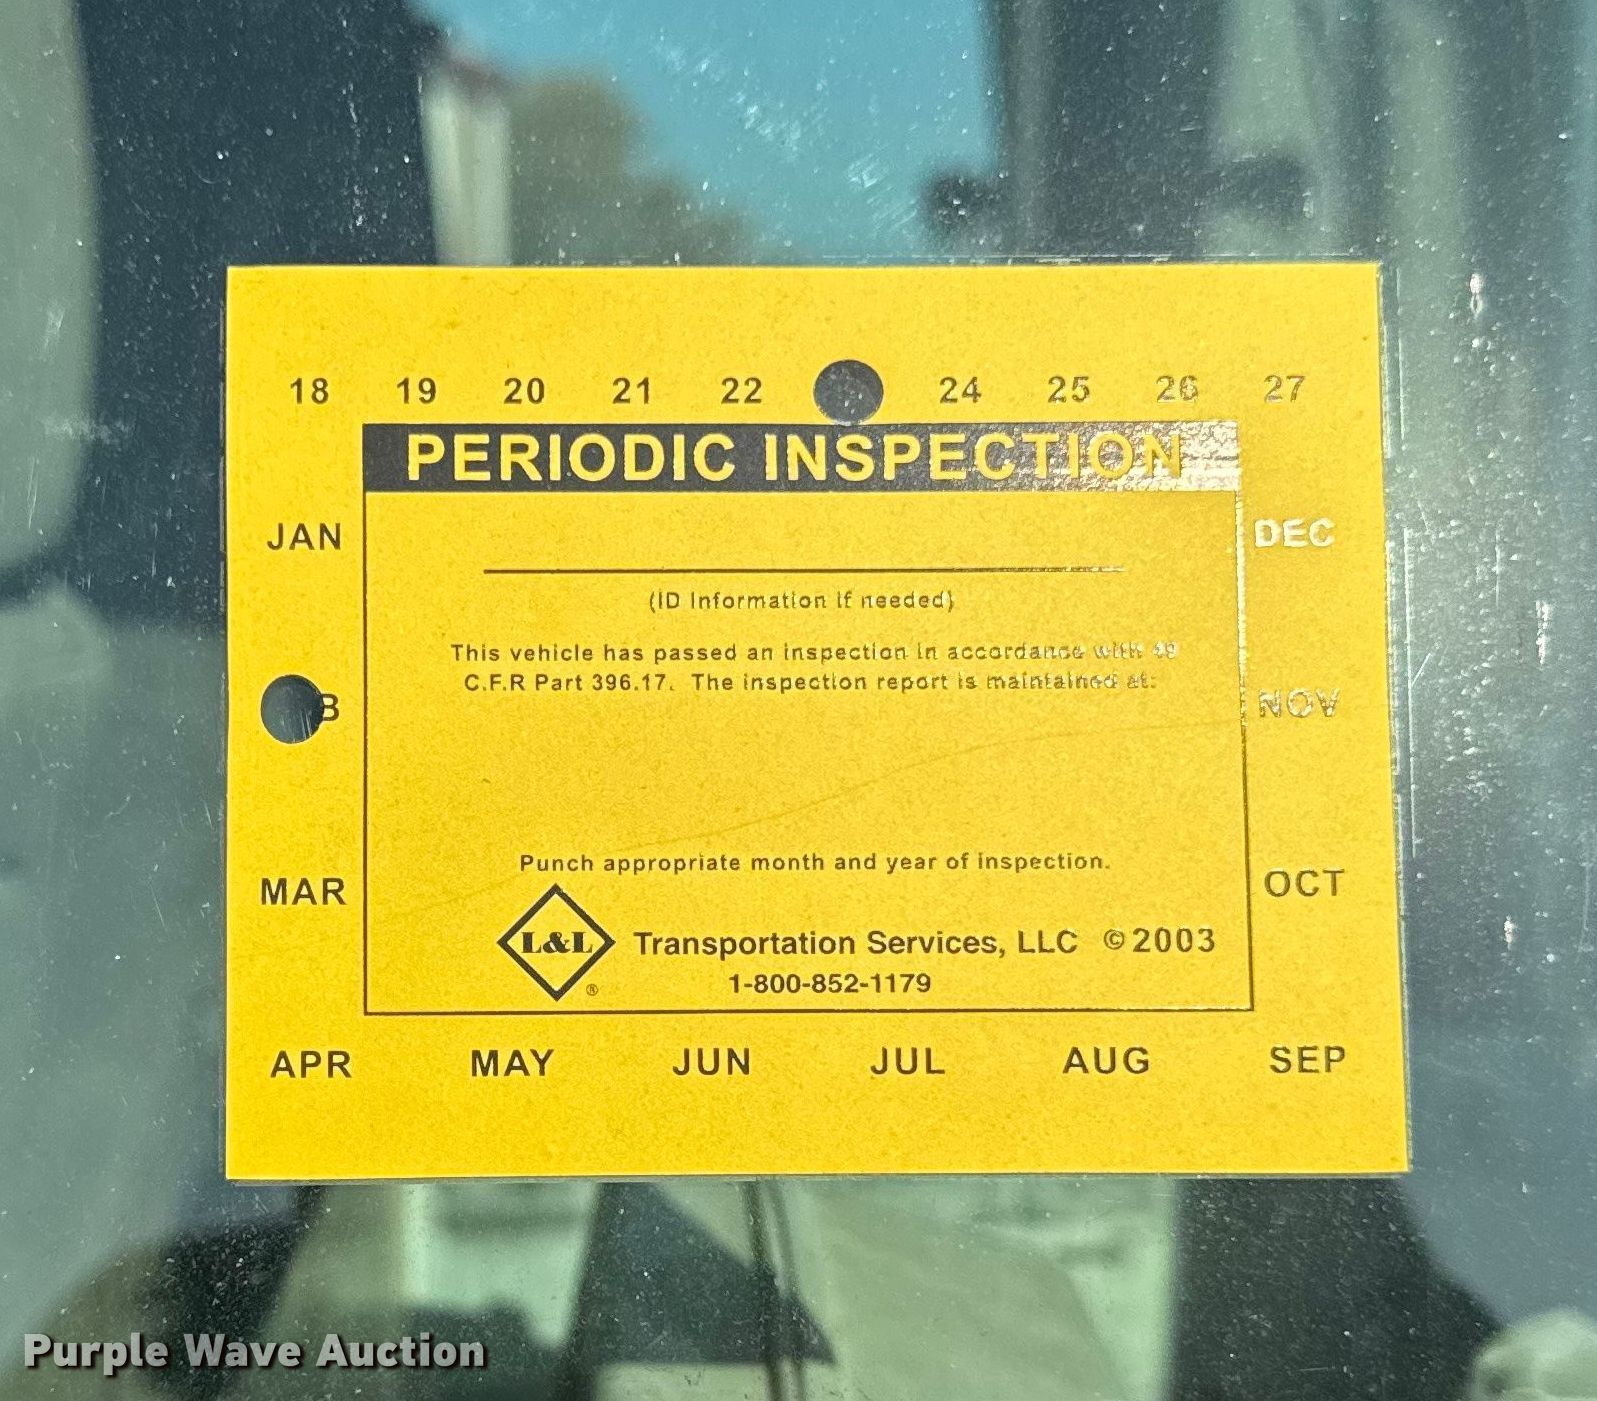 18 19 20 21 22 24 25 26 27
PERIODIC INSPECTION
JAN DEC
(ID Information if needed)
This vehicle has passed an inspection in accordance with 49
C.F.R Part 396.17. The inspection report is maintained at:
B NOV
Punch appropriate month and year of inspection.
MAR OCT
L&L® Transportation Services, LLC © 2003
1-800-852-1179
APR MAY JUN JUL AUG SEP
Purple Wave Auction